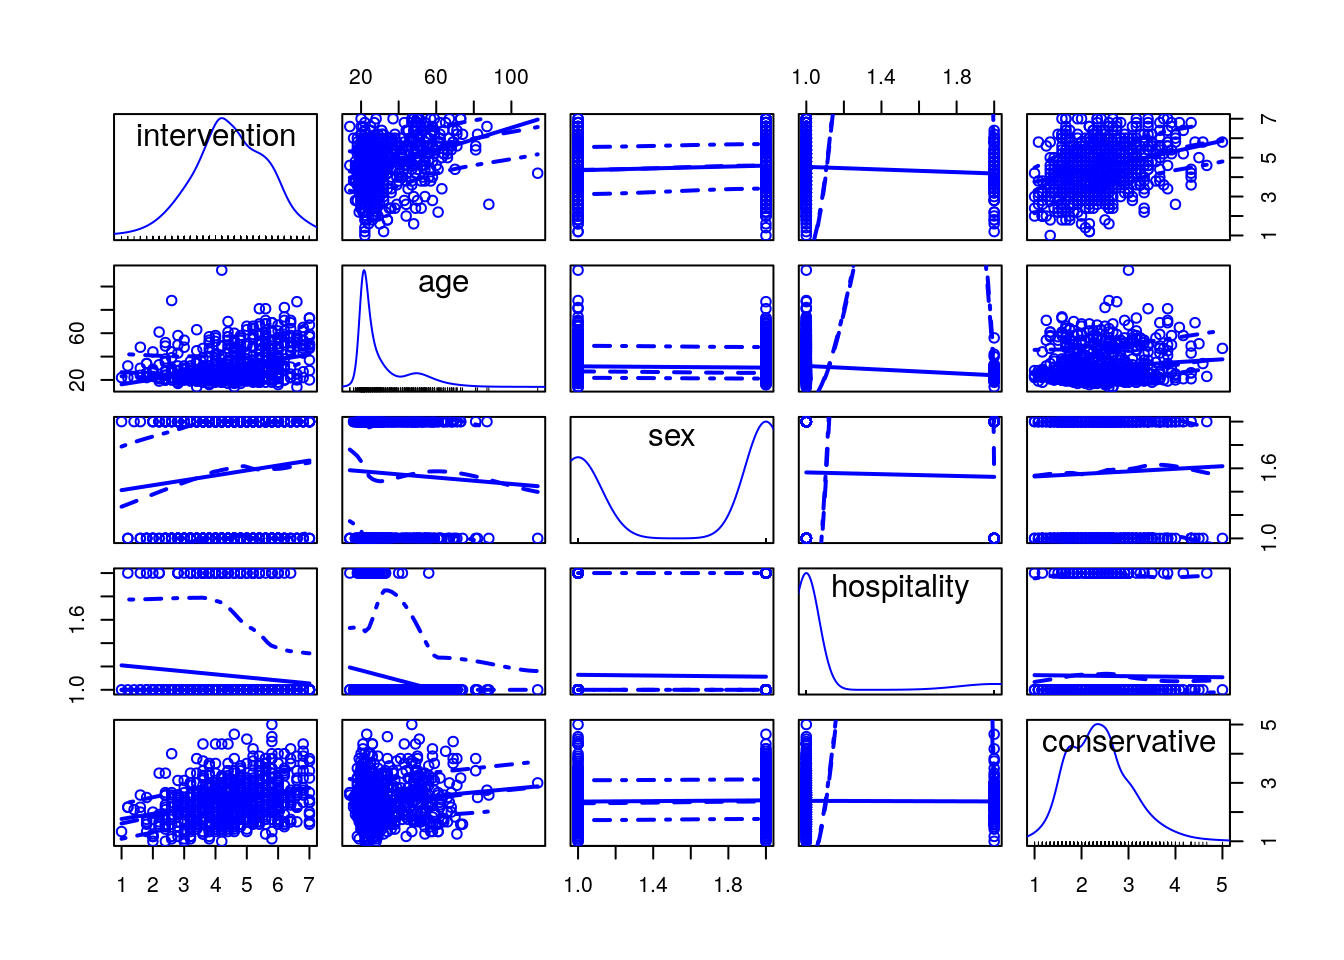 20 60 100 1.0 1.4 1.8
intervention 1 3 5 7
20 60 age
sex 1.0 1.6
1.0 1.6 hospitality
conservative 1 3 5
1 2 3 4 5 6 7 1.0 1.4 1.8 1 2 3 4 5